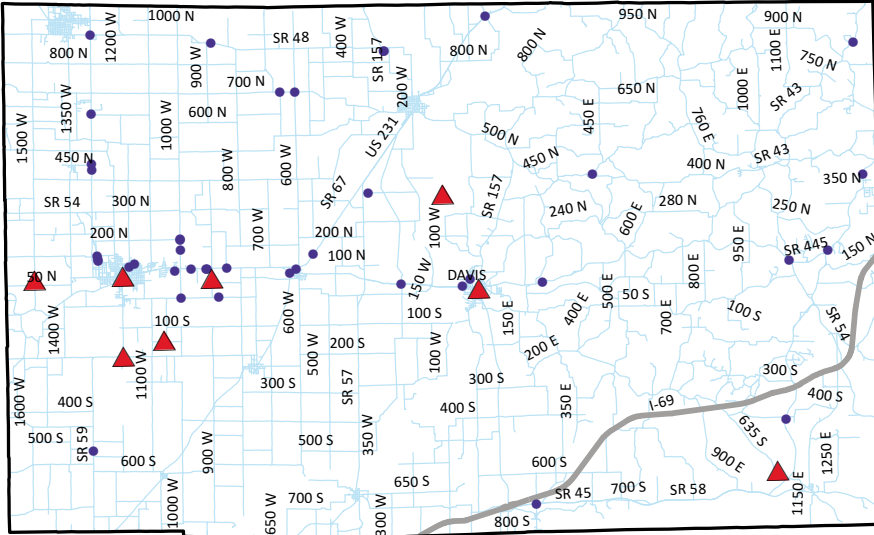 1000 N
950 N
900 N
1200 W
SR 48
400 W
SR 157
800 N
800 N
800 N
1100 E
750 N
900 W
700 N
200 W
650 N
1000 E
SR 43
1350 W
600 N
1500 W
1000 W
US 231
500 N
450 E
760 E
450 N
800 W
600 W
450 N
400 N
SR 43
350 N
SR 67
SR 157
SR 54
300 N
240 N
280 N
250 N
600 E
200 N
700 W
200 N
100 W
950 E
SR 445
150 N
100 N
50 N
150 W
DAVIS
800 E
500 E
50 S
600 W
400 E
700 E
100 S
150 E
100 S
100 S
SR 54
1400 W
200 S
500 W
100 W
200 E
1100 W
300 S
SR 57
300 S
300 S
1600 W
400 S
400 S
350 E
I-69
400 S
350 W
500 S
SR 59
900 W
500 S
635 S
1250 E
600 S
600 S
900 E
650 S
1000 W
650 W
700 S
300 W
SR 45
700 S
SR 58
1150 E
800 S